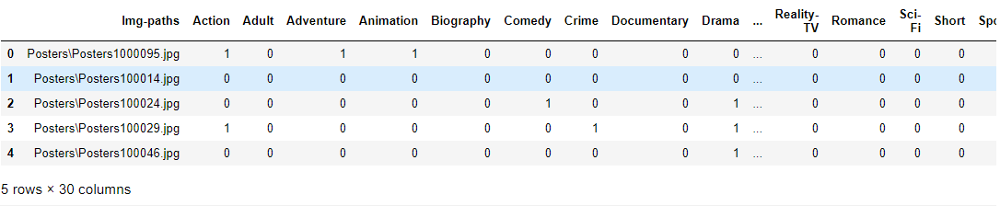 Img-paths Action Adult Adventure Animation Biography Comedy Crime Documentary Drama ... Reality-TV Romance Sci-Fi Short Spo
0 Posters\Posters1000095.jpg 1 0 1 1 0 0 0 0 0 ... 0 0 0 0
1 Posters\Posters100014.jpg 0 0 0 0 0 0 0 0 0 ... 0 0 0 0
2 Posters\Posters100024.jpg 0 0 0 0 0 1 0 0 1 ... 0 0 0 0
3 Posters\Posters100029.jpg 1 0 0 0 0 0 1 0 1 ... 0 0 0 0
4 Posters\Posters100046.jpg 0 0 0 0 0 0 0 0 1 ... 0 0 0 0
5 rows × 30 columns